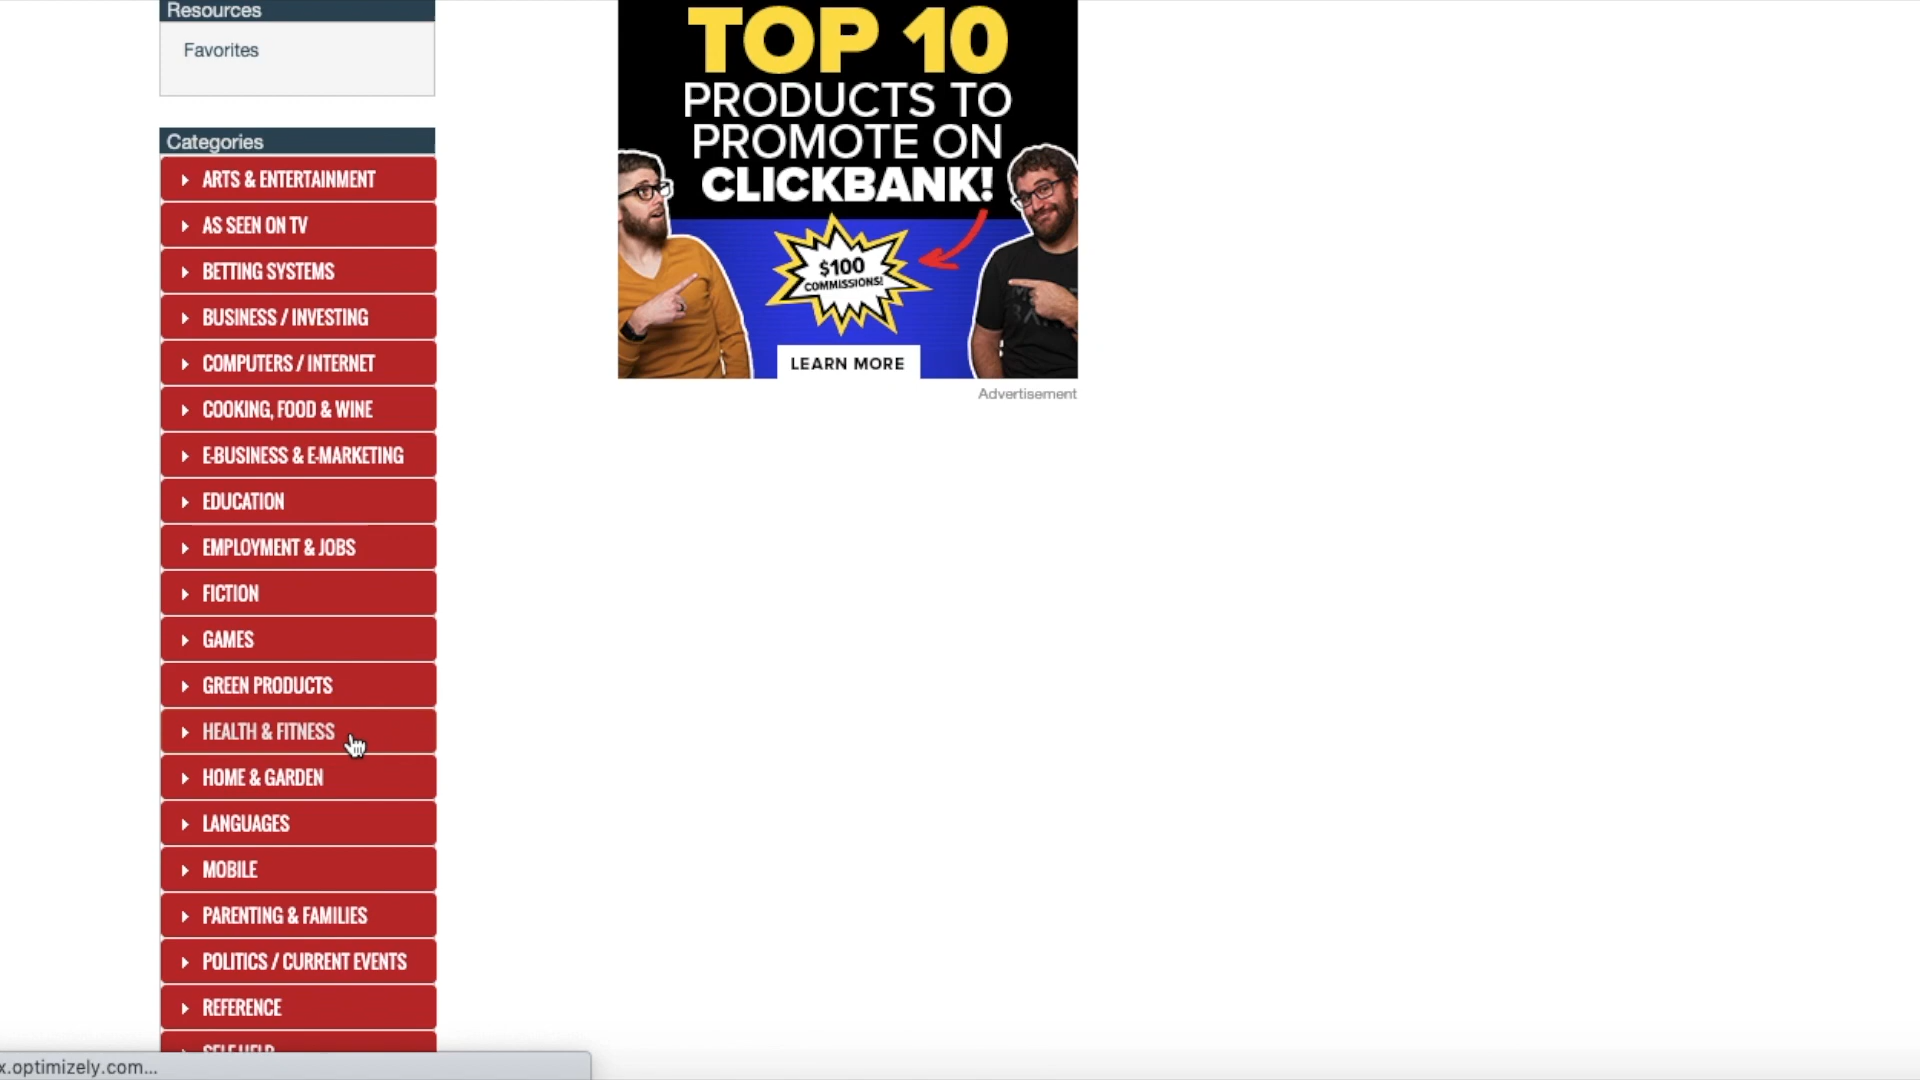 Resources
Favorites
Categories
ARTS & ENTERTAINMENT
AS SEEN ON TV
BETTING SYSTEMS
BUSINESS / INVESTING
COMPUTERS / INTERNET
COOKING, FOOD & WINE
E-BUSINESS & E-MARKETING
EDUCATION
EMPLOYMENT & JOBS
FICTION
GAMES
GREEN PRODUCTS
HEALTH & FITNESS
HOME & GARDEN
LANGUAGES
MOBILE
PARENTING & FAMILIES
POLITICS / CURRENT EVENTS
REFERENCE
SELF-HELP
x.optimizely.com...
TOP 10
PRODUCTS TO
PROMOTE ON
CLICKBANK!
$100
COMMISSIONS!
LEARN MORE
Advertisement